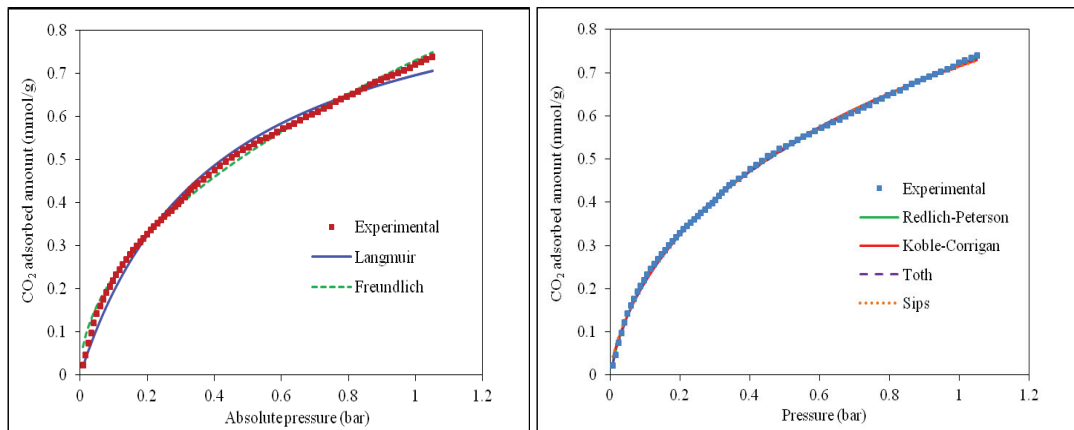 0.8
0.7
0.6
0.5
0.4
0.3
0.2
0.1
0
CO₂ adsorbed amount (mmol/g)
Experimental
Langmuir
Freundlich
0 0.2 0.4 0.6 0.8 1 1.2
Absolute pressure (bar)
0.8
0.7
0.6
0.5
0.4
0.3
0.2
0.1
0
CO₂ adsorbed amount (mmol/g)
Experimental
Redlich-Peterson
Koble-Corrigan
Toth
Sips
0 0.2 0.4 0.6 0.8 1 1.2
Pressure (bar)